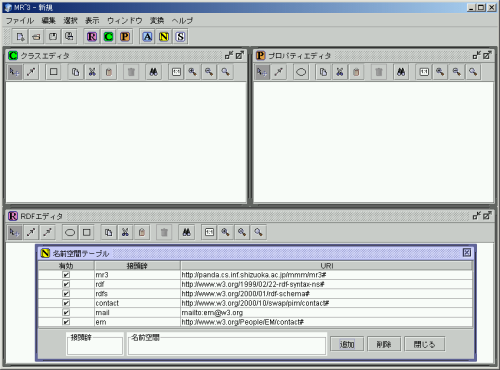 MR^3 - 新規
ファイル 編集 選択 表示 ウィンドウ 変換 ヘルプ
R C P A N S
C クラスエディタ
P プロパティエディタ
R RDFエディタ
N 名前空間テーブル
有効 接頭辞 URI
mr3 http://panda.cs.inf.shizuoka.ac.jp/mmm/mr3#
rdf http://www.w3.org/1999/02/22-rdf-syntax-ns#
rdfs http://www.w3.org/2000/01/rdf-schema#
contact http://www.w3.org/2000/10/swap/pim/contact#
mail mailto:em@w3.org
em http://www.w3.org/People/EM/contact#
接頭辞 名前空間
追加 削除 閉じる